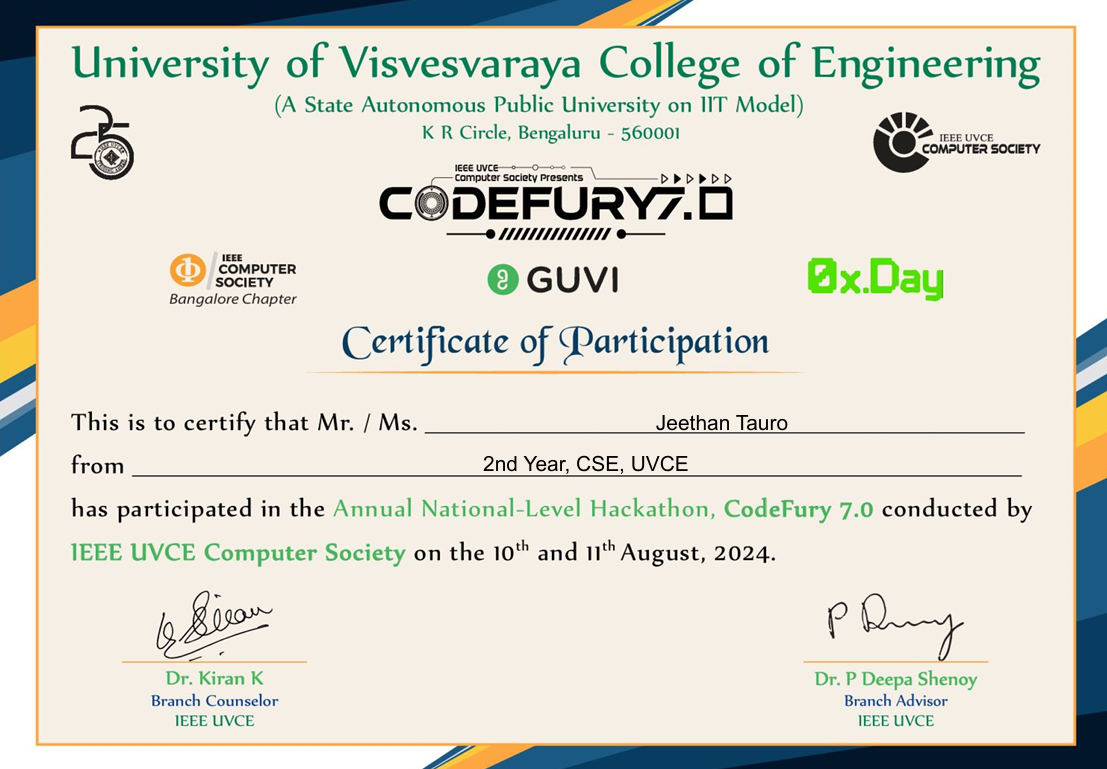 University of Visvesvaraya College of Engineering
(A State Autonomous Public University on IIT Model)
K R Circle, Bengaluru - 560001
25
IEEE UVCE
COMPUTER SOCIETY
IEEE UVCE
Computer Society Presents
CODEFURY7.0
IEEE
COMPUTER
SOCIETY
Bangalore Chapter
GUVI
0x.Day
Certificate of Participation
This is to certify that Mr. / Ms. Jeethan Tauro
from 2nd Year, CSE, UVCE
has participated in the Annual National-Level Hackathon, CodeFury 7.0 conducted by
IEEE UVCE Computer Society on the 10th and 11th August, 2024.
Dr. Kiran K
Branch Counselor
IEEE UVCE
Dr. P Deepa Shenoy
Branch Advisor
IEEE UVCE